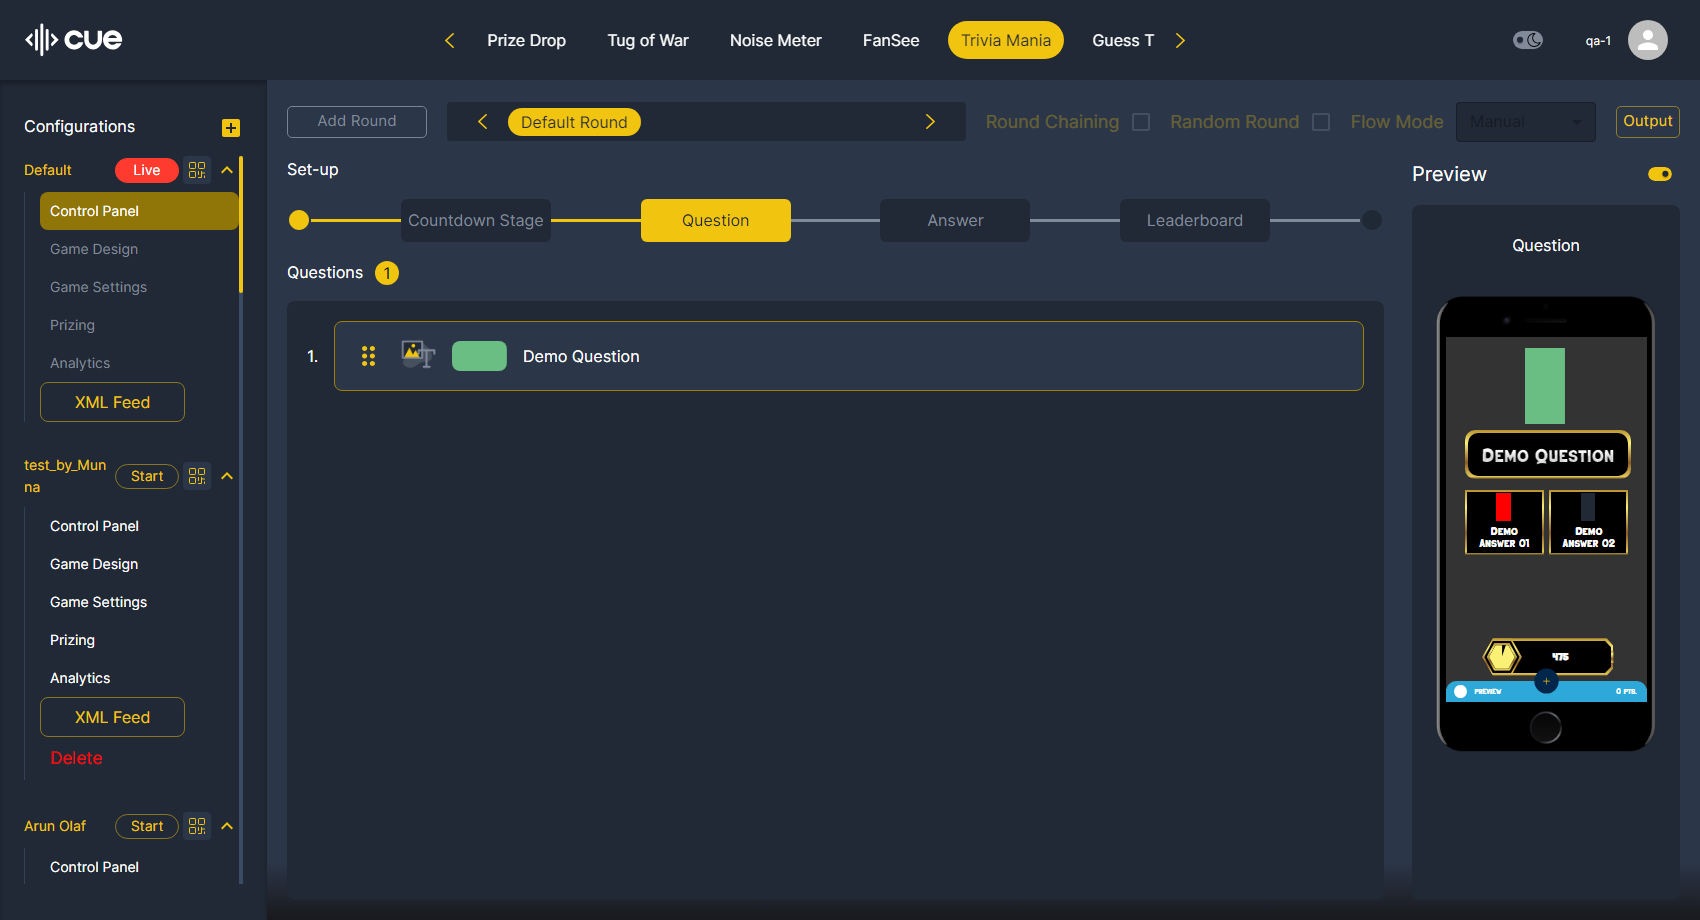 cue
Prize Drop
Tug of War
Noise Meter
FanSee
Trivia Mania
Guess T
qa-1
Configurations
Default
Live
Control Panel
Game Design
Game Settings
Prizing
Analytics
XML Feed
test_by_Mun
na
Start
Control Panel
Game Design
Game Settings
Prizing
Analytics
XML Feed
Delete
Arun Olaf
Start
Control Panel
Add Round
Default Round
Round Chaining
Random Round
Flow Mode
Manual
Output
Set-up
Countdown Stage
Question
Answer
Leaderboard
Questions 1
1. Demo Question
Preview
Question
Demo Question
Demo
Answer 01
Demo
Answer 02
475
PREVIEW
0 PTS.